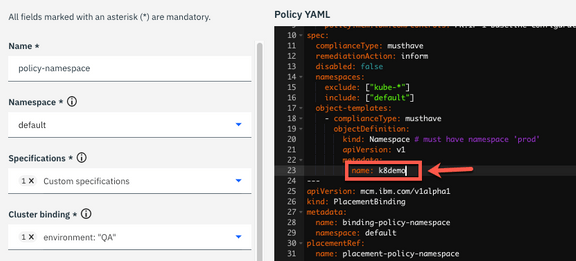 All fields marked with an asterisk (*) are mandatory.
Name *
policy-namespace
Namespace *
default
Specifications *
1 × Custom specifications
Cluster binding *
1 × environment: "QA"
Policy YAML
10 spec:
11 complianceType: musthave
12 remediationAction: inform
13 disabled: false
14 namespaces:
15 exclude: ["kube-*"]
16 include: ["default"]
17 object-templates:
18 - complianceType: musthave
19 objectDefinition:
20 kind: Namespace # must have namespace 'prod'
21 apiVersion: v1
22 metadata:
23 name: k8demo
24 ---
25 apiVersion: mcm.ibm.com/v1alpha1
26 kind: PlacementBinding
27 metadata:
28 name: binding-policy-namespace
29 namespace: default
30 placementRef:
31 name: placement-policy-namespace